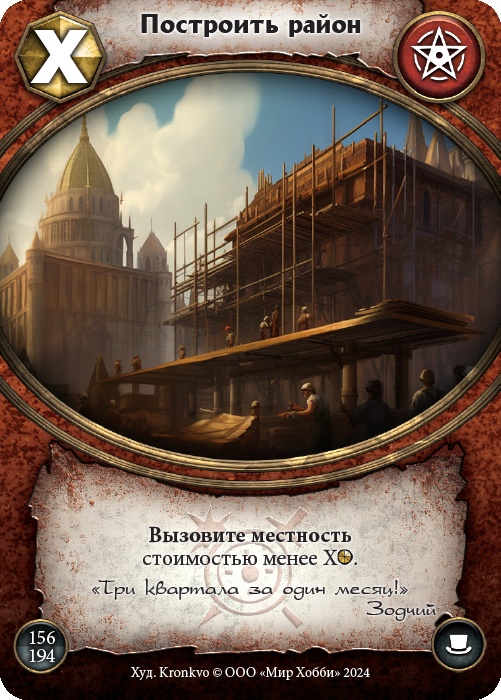 X
Построить район
Вызовите местность
стоимостью менее X.
«Три квартала за один месяц!»
Зодчий
156
194
Худ. Kronkvo © ООО «Мир Хобби» 2024